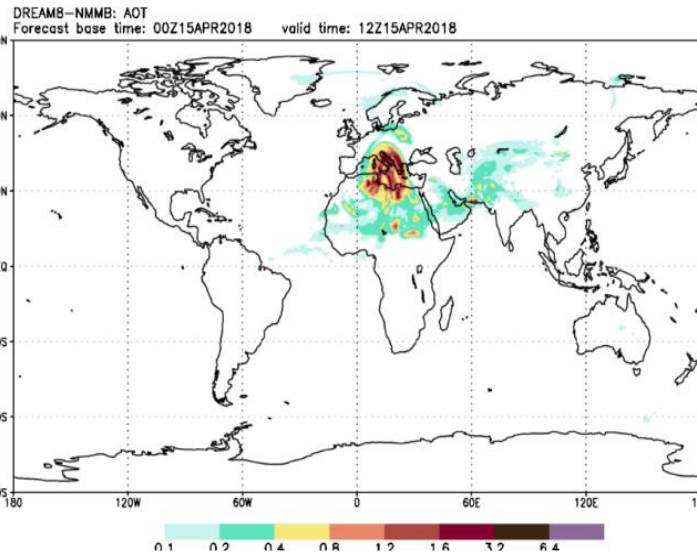 DREAM8-NMMB: AOT
Forecast base time: 00Z15APR2018    valid time: 12Z15APR2018
180 120W 60W 0 60E 120E
0.1 0.2 0.4 0.8 1.2 1.6 3.2 6.4